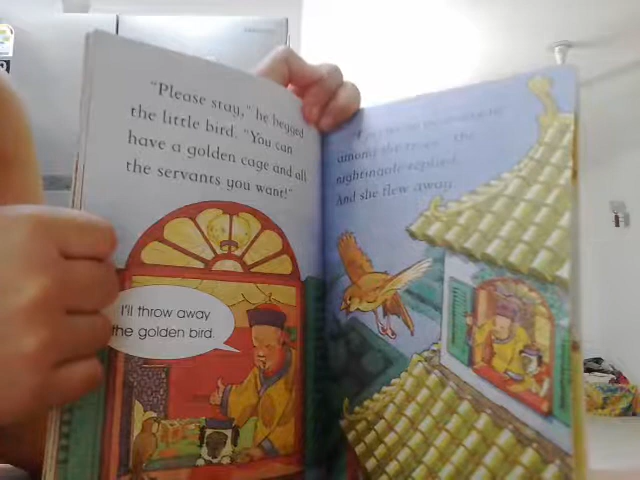 "Please stay," he begged
the little bird. "You can
have a golden cage and all
the servants you want!"
I'll throw away
the golden bird.
among the trees" the
nightingale replied.
And she flew away.